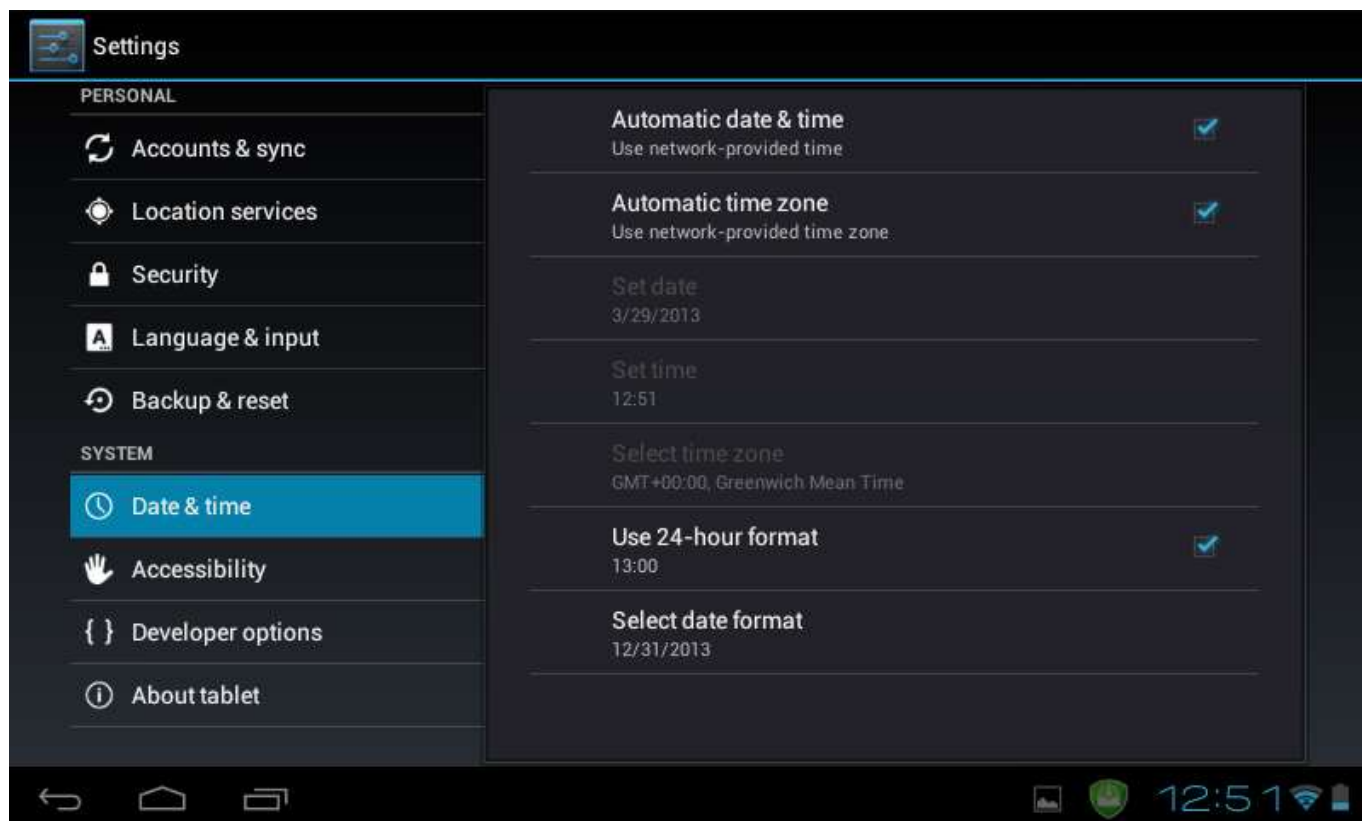 Settings
PERSONAL
Accounts & sync
Location services
Security
Language & input
Backup & reset
SYSTEM
Date & time
Accessibility
{ } Developer options
About tablet
Automatic date & time
Use network-provided time
Automatic time zone
Use network-provided time zone
Set date
3/29/2013
Set time
12:51
Select time zone
GMT+00:00, Greenwich Mean Time
Use 24-hour format
13:00
Select date format
12/31/2013
12:51